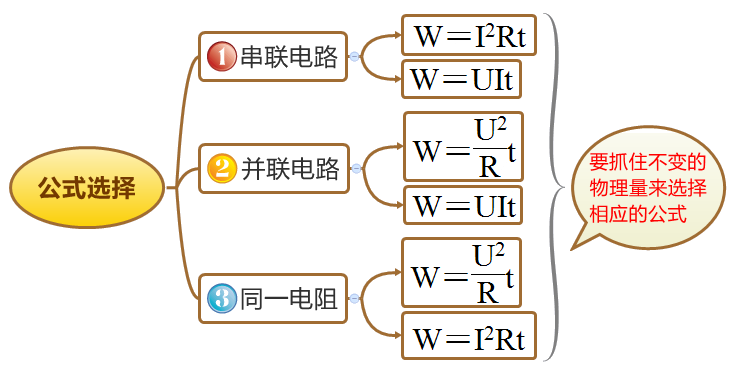 公式选择
1 串联电路
W=I²Rt
W=UIt
2 并联电路
W=U²/R t
W=UIt
3 同一电阻
W=U²/R t
W=I²Rt
要抓住不变的
物理量来选择
相应的公式